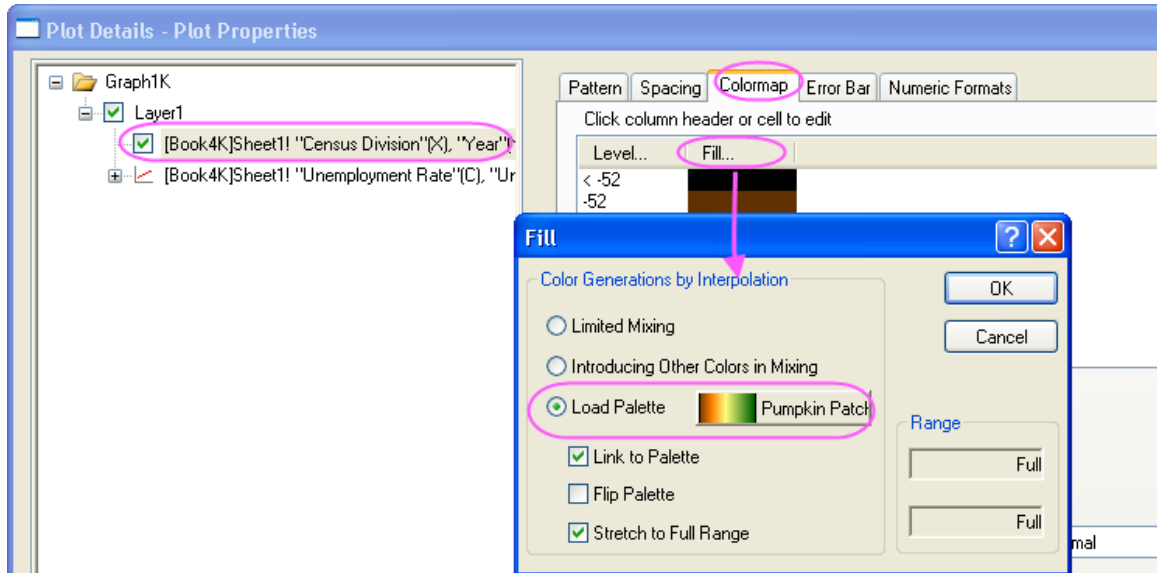 Plot Details - Plot Properties
Graph1K
Layer1
[Book4K]Sheet1! "Census Division"(X), "Year"(
[Book4K]Sheet1! "Unemployment Rate"(C), "Ur
Pattern Spacing Colormap Error Bar Numeric Formats
Click column header or cell to edit
Level... Fill...
< -52
-52
Fill
Color Generations by Interpolation
Limited Mixing
Introducing Other Colors in Mixing
Load Palette Pumpkin Patch
Link to Palette
Flip Palette
Stretch to Full Range
OK
Cancel
Range
Full
Full
mal